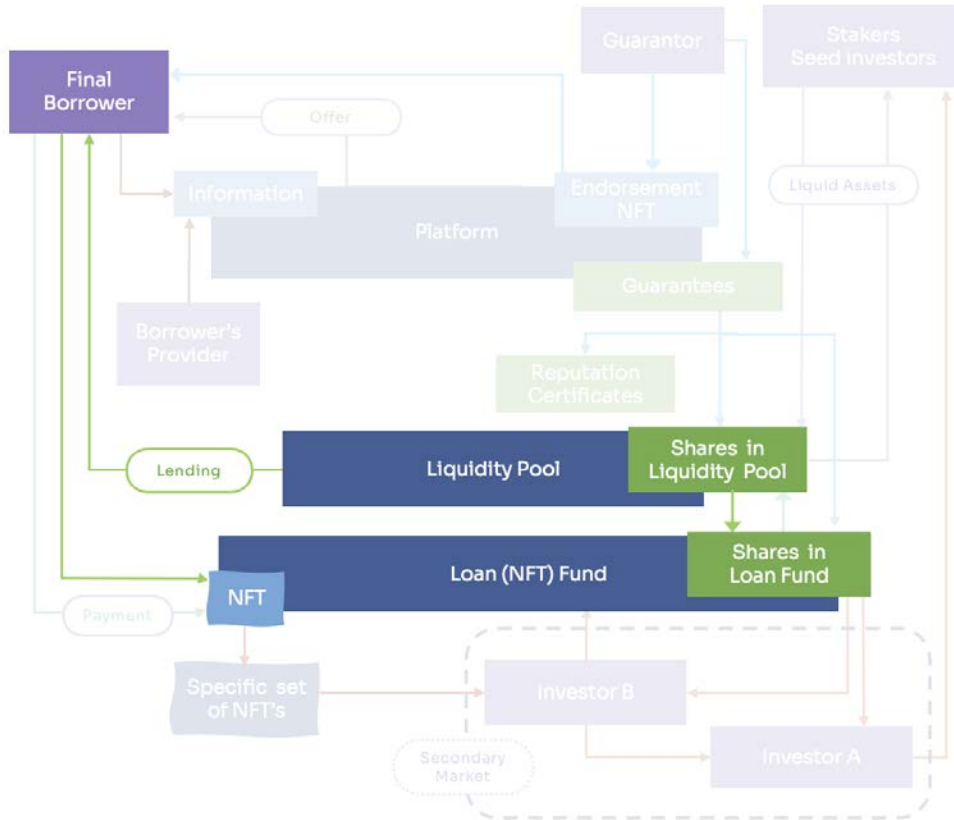 Guarantor
Stakers
Seed investors
Final
Borrower
Offer
Information
Endorsement
NFT
Liquid Assets
Platform
Guarantees
Borrower's
Provider
Reputation
Certificates
Shares in
Liquidity Pool
Lending
Liquidity Pool
Shares in
Loan Fund
Loan (NFT) Fund
NFT
Payment
Specific set
of NFT's
Investor B
Secondary
Market
Investor A